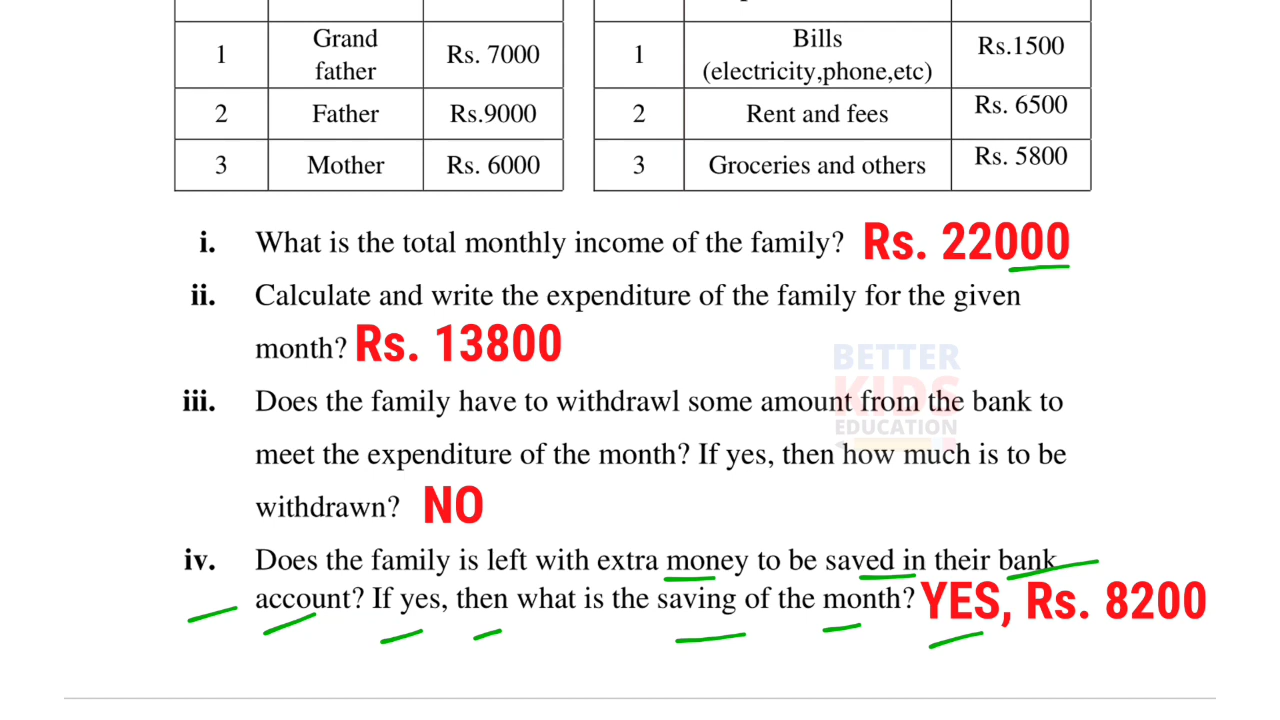 1 Grand father Rs. 7000 1 Bills (electricity,phone,etc) Rs.1500
2 Father Rs.9000 2 Rent and fees Rs. 6500
3 Mother Rs. 6000 3 Groceries and others Rs. 5800
i. What is the total monthly income of the family? Rs. 22000
ii. Calculate and write the expenditure of the family for the given
month? Rs. 13800
BETTER
KIDS
EDUCATION
iii. Does the family have to withdrawl some amount from the bank to
meet the expenditure of the month? If yes, then how much is to be
withdrawn? NO
iv. Does the family is left with extra money to be saved in their bank
account? If yes, then what is the saving of the month? YES, Rs. 8200